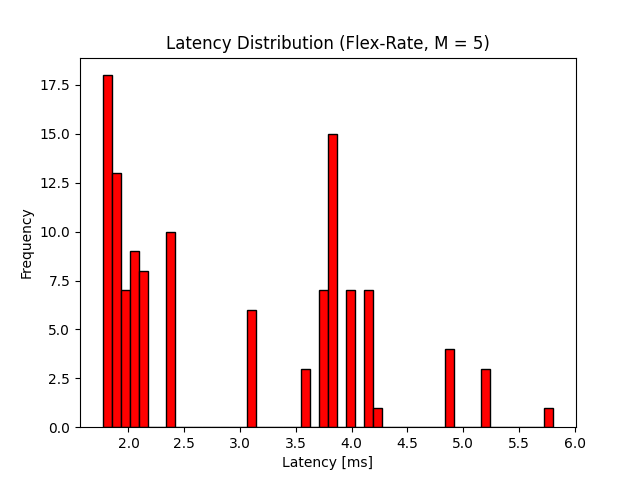 Latency Distribution (Flex-Rate, M = 5)
17.5
15.0
12.5
10.0
7.5
5.0
2.5
0.0
Frequency
2.0 2.5 3.0 3.5 4.0 4.5 5.0 5.5 6.0
Latency [ms]